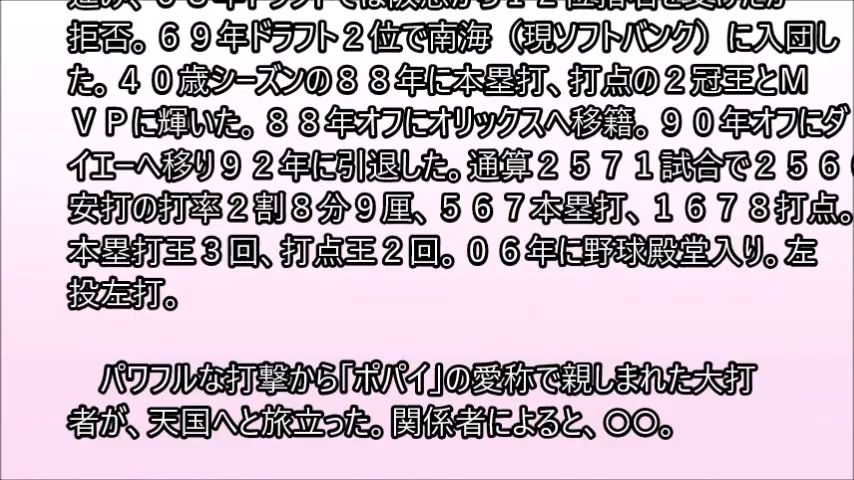 拒否。６９年ドラフト２位で南海（現ソフトバンク）に入団し
た。４０歳シーズンの８８年に本塁打、打点の２冠王とＭ
ＶＰに輝いた。８８年オフにオリックスへ移籍。９０年オフにダ
イエーへ移り９２年に引退した。通算２５７１試合で２５６６
安打の打率２割８分９厘、５６７本塁打、１６７８打点。
本塁打王３回、打点王２回。０６年に野球殿堂入り。左
投左打。
パワフルな打撃から「ポパイ」の愛称で親しまれた大打
者が、天国へと旅立った。関係者によると、〇〇。